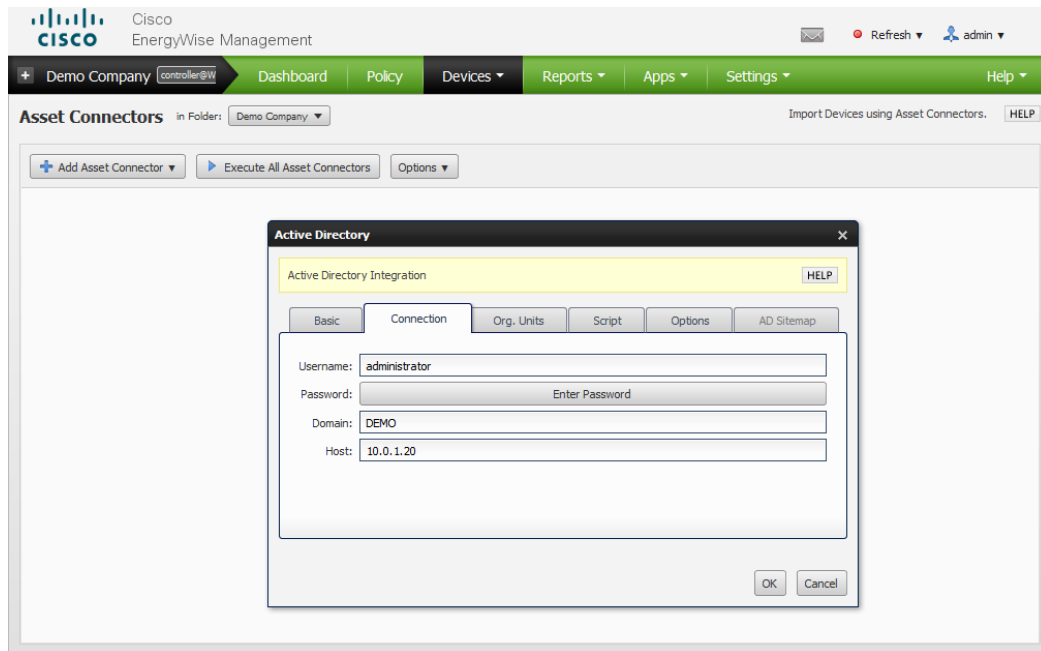 Cisco
CISCO EnergyWise Management
Refresh admin
+ Demo Company controller@W Dashboard Policy Devices Reports Apps Settings Help
Asset Connectors in Folder: Demo Company Import Devices using Asset Connectors. HELP
Add Asset Connector Execute All Asset Connectors Options
Active Directory x
Active Directory Integration HELP
Basic Connection Org. Units Script Options AD Sitemap
Username: administrator
Password: Enter Password
Domain: DEMO
Host: 10.0.1.20
OK Cancel